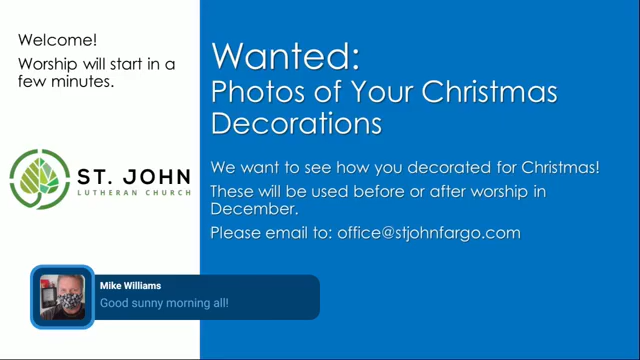 Welcome!
Worship will start in a
few minutes.
ST. JOHN
LUTHERAN CHURCH
Wanted:
Photos of Your Christmas
Decorations
We want to see how you decorated for Christmas!
These will be used before or after worship in
December.
Please email to: office@stjohnfargo.com
Mike Williams
Good sunny morning all!